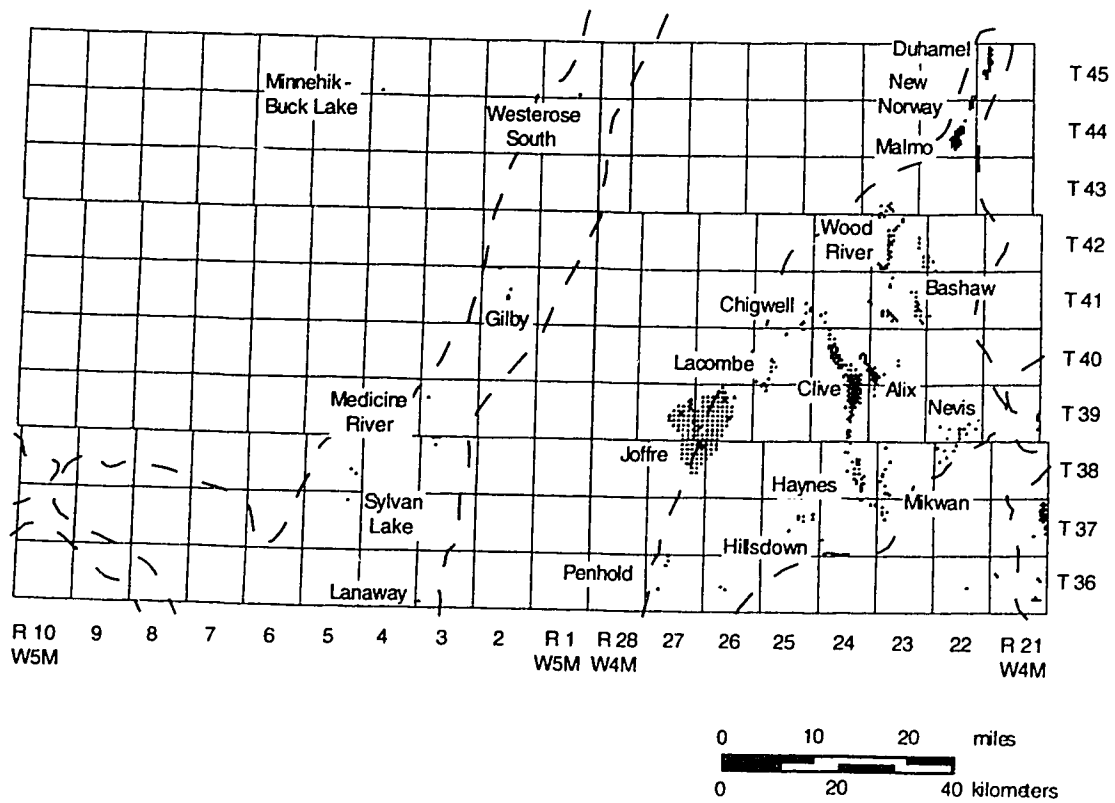 Duhamel
T 45
Minnehik-
Buck Lake
New
Norway
Westerose
South
T 44
Malmo
T 43
Wood
River
T 42
Bashaw
Chigwell
T 41
Gilby
Lacombe
T 40
Clive
Alix
Medicine
River
Nevis
T 39
Joffre
T 38
Haynes
Mikwan
Sylvan
Lake
T 37
Hillsdown
Penhold
T 36
Lanaway
R 10 9 8 7 6 5 4 3 2 R 1 R 28 27 26 25 24 23 22 R 21
W5M W5M W4M W4M
0 10 20 miles
0 20 40 kilometers